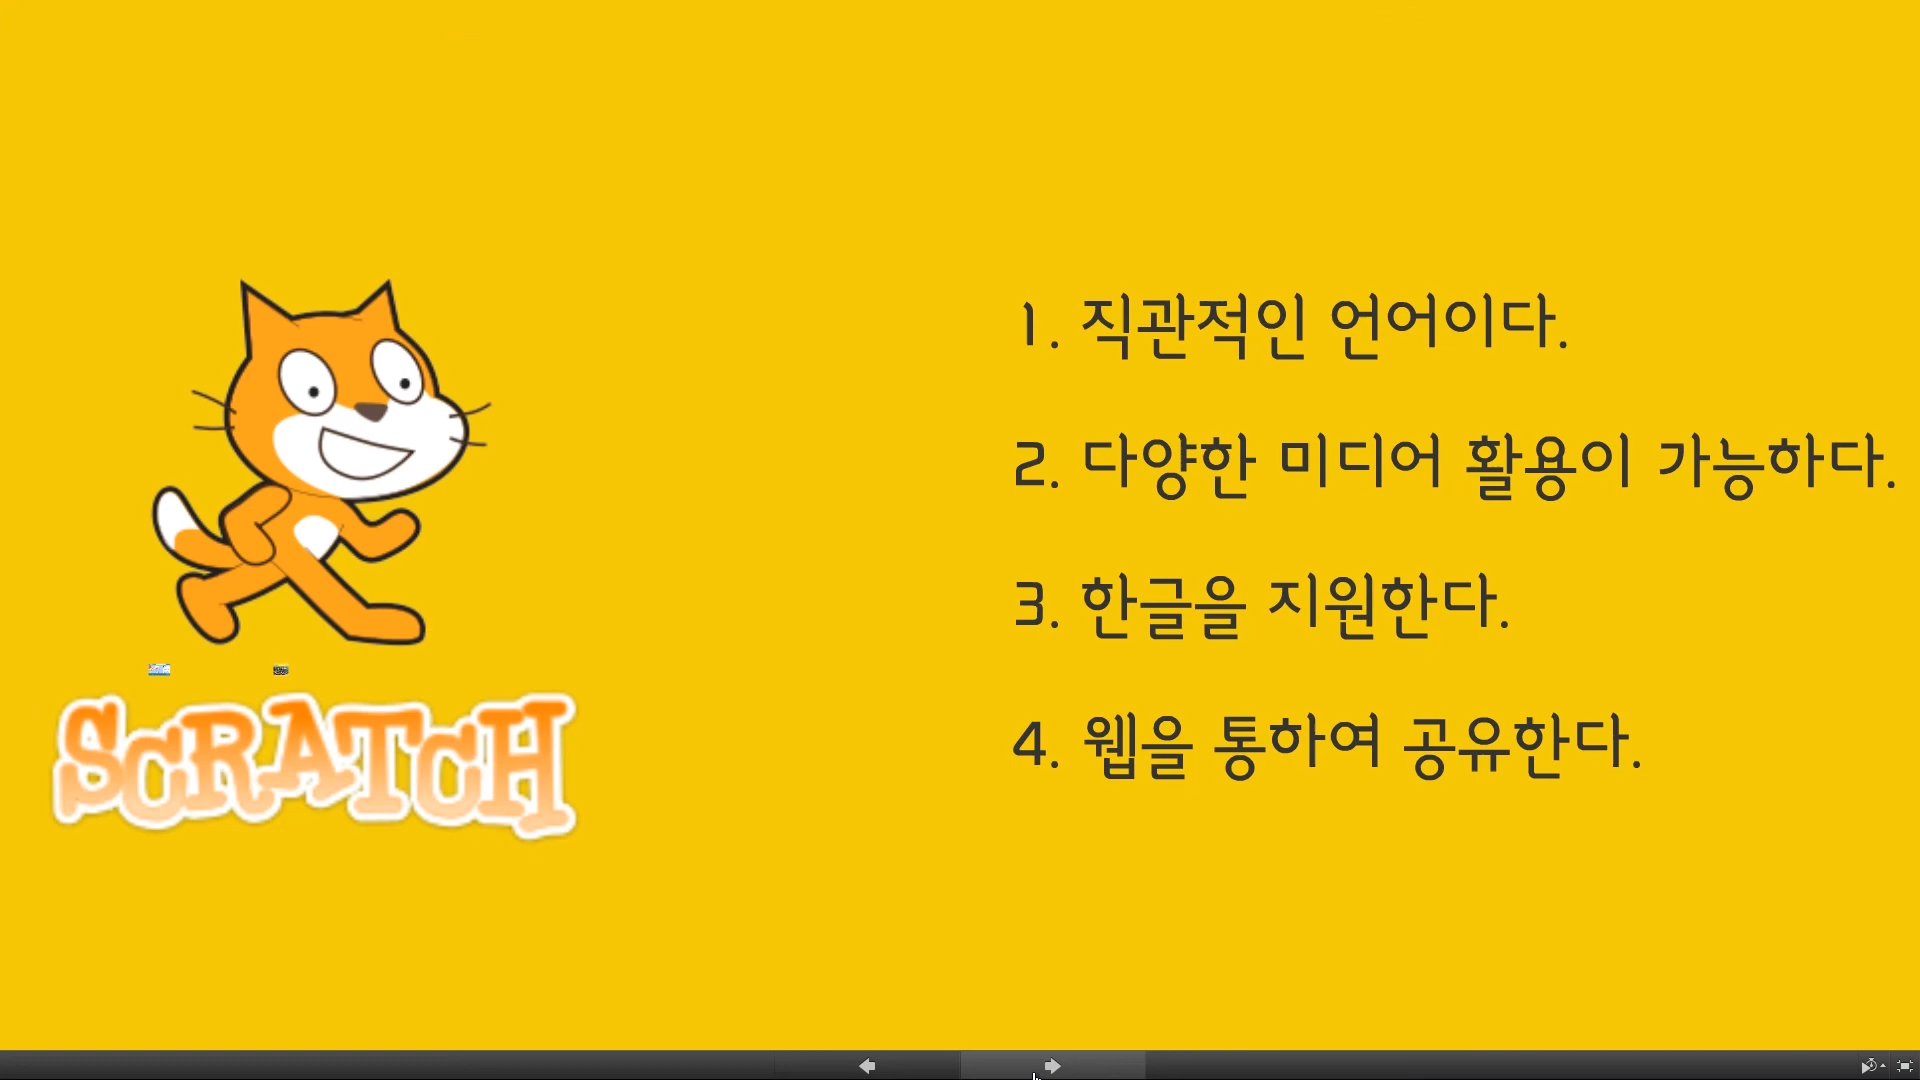 1. 직관적인 언어이다.
2. 다양한 미디어 활용이 가능하다.
3. 한글을 지원한다.
4. 웹을 통하여 공유한다.
SCRATCH